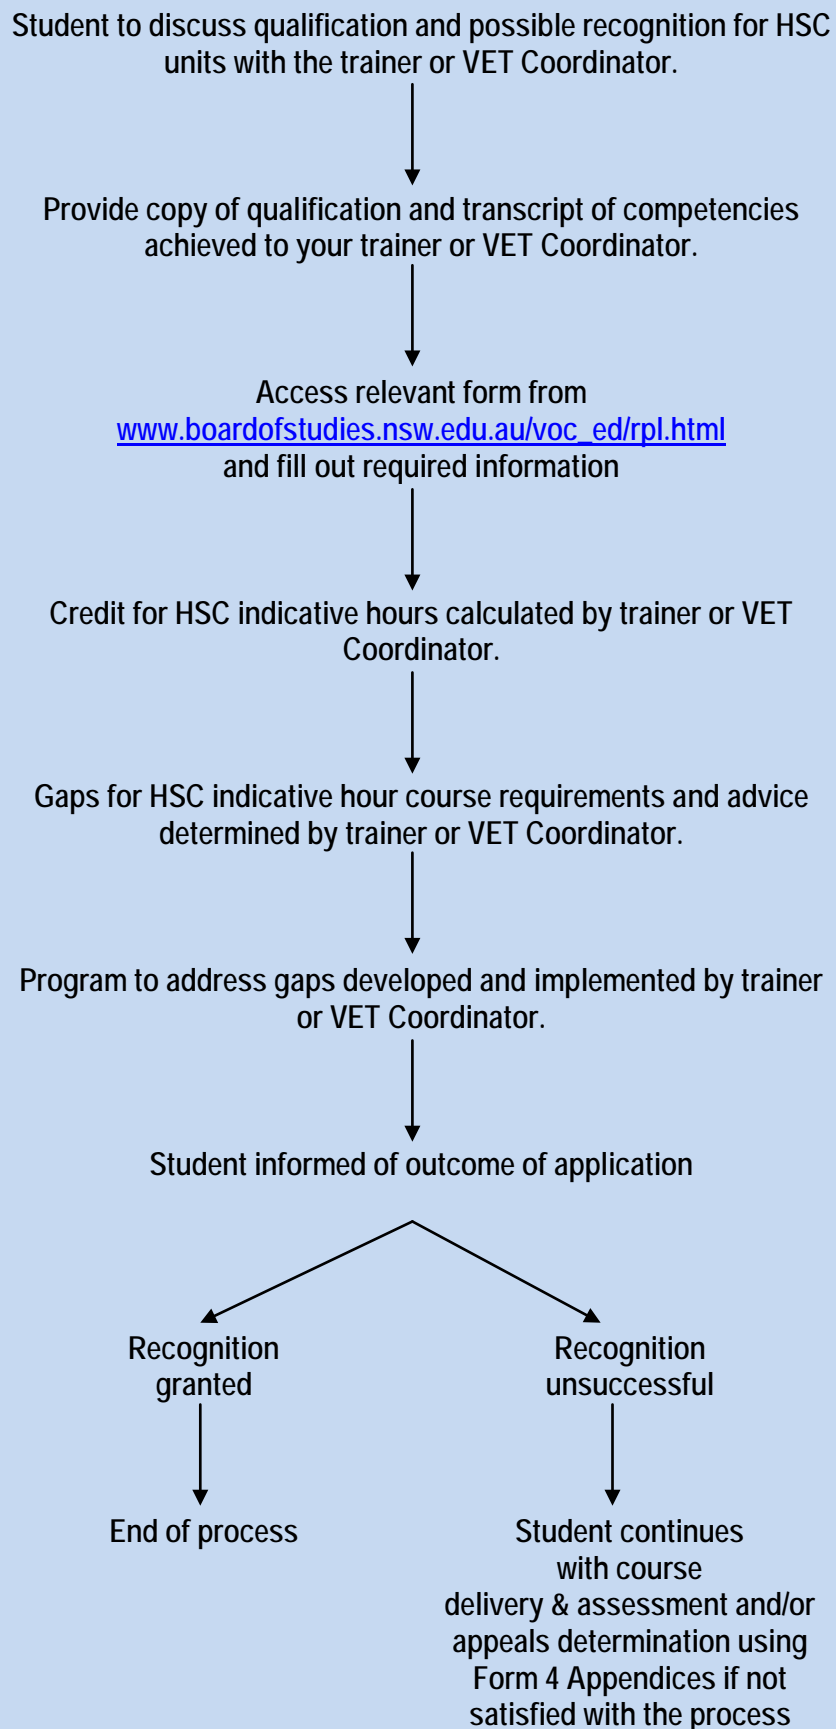 Student to discuss qualification and possible recognition for HSC
units with the trainer or VET Coordinator.
Provide copy of qualification and transcript of competencies
achieved to your trainer or VET Coordinator.
Access relevant form from
www.boardofstudies.nsw.edu.au/voc_ed/rpl.html
and fill out required information
Credit for HSC indicative hours calculated by trainer or VET
Coordinator.
Gaps for HSC indicative hour course requirements and advice
determined by trainer or VET Coordinator.
Program to address gaps developed and implemented by trainer
or VET Coordinator.
Student informed of outcome of application
Recognition
granted
Recognition
unsuccessful
End of process
Student continues
with course
delivery & assessment and/or
appeals determination using
Form 4 Appendices if not
satisfied with the process